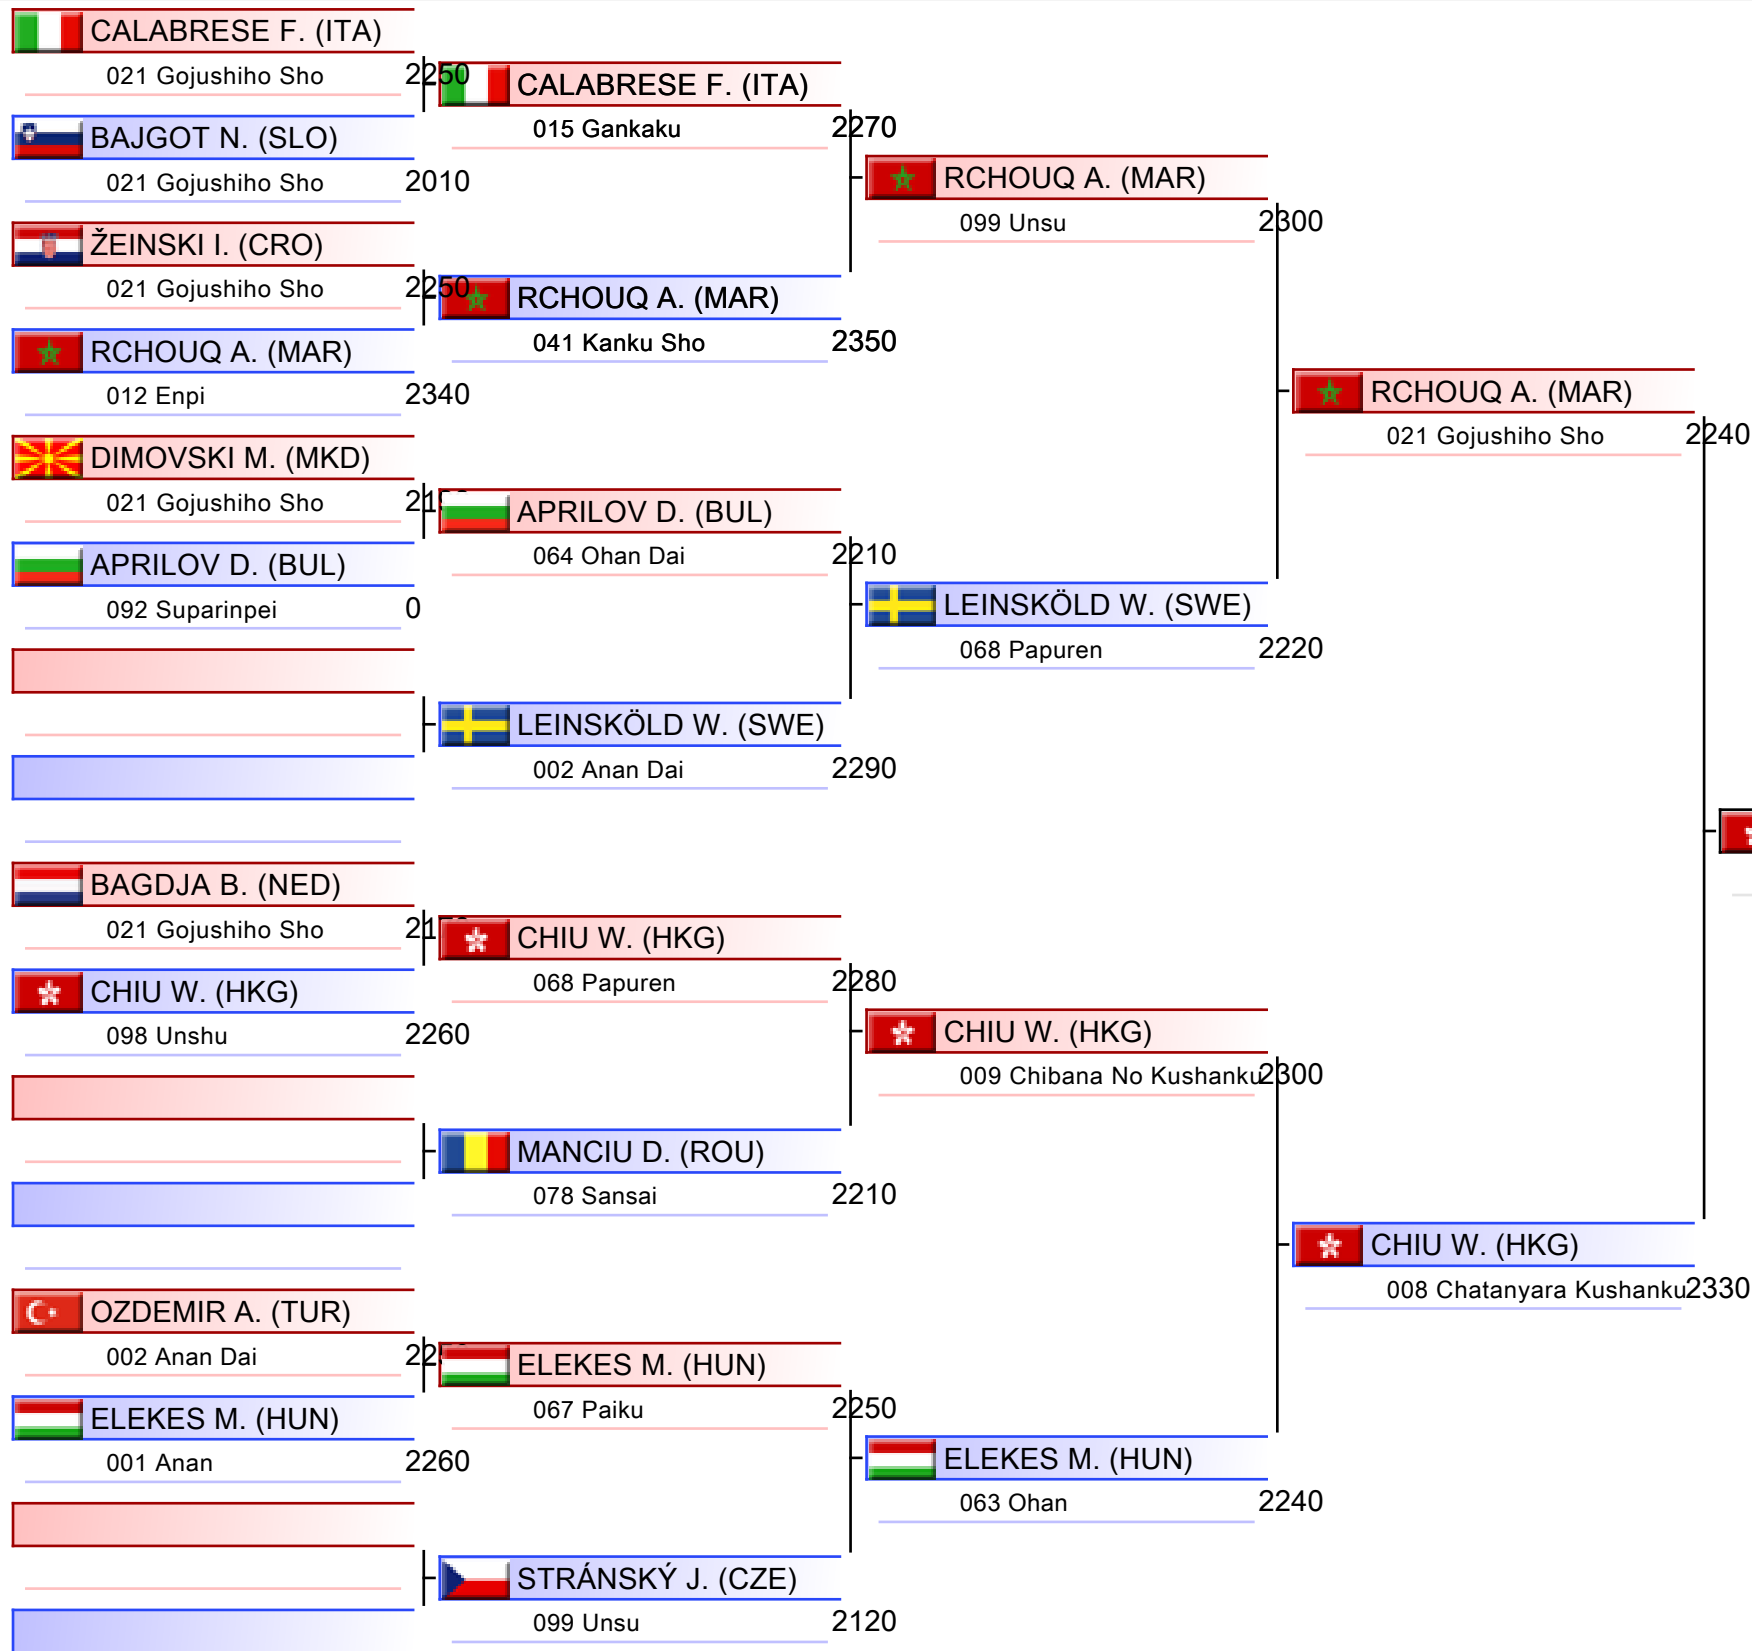 CALABRESE F. (ITA)
021 Gojushiho Sho 2250
BAJGOT N. (SLO)
021 Gojushiho Sho 2010
ŽEINSKI I. (CRO)
021 Gojushiho Sho 2250
RCHOUQ A. (MAR)
012 Enpi 2340
DIMOVSKI M. (MKD)
021 Gojushiho Sho
APRILOV D. (BUL)
092 Suparinpei 0
BAGDJA B. (NED)
021 Gojushiho Sho
CHIU W. (HKG)
098 Unshu 2260
OZDEMIR A. (TUR)
002 Anan Dai
ELEKES M. (HUN)
001 Anan 2260
CALABRESE F. (ITA)
015 Gankaku 2270
RCHOUQ A. (MAR)
041 Kanku Sho 2350
APRILOV D. (BUL)
064 Ohan Dai 2210
LEINSKÖLD W. (SWE)
002 Anan Dai 2290
CHIU W. (HKG)
068 Papuren 2280
MANCIU D. (ROU)
078 Sansai 2210
ELEKES M. (HUN)
067 Paiku 2250
STRÁNSKÝ J. (CZE)
099 Unsu 2120
RCHOUQ A. (MAR)
099 Unsu 2300
LEINSKÖLD W. (SWE)
068 Papuren 2220
CHIU W. (HKG)
009 Chibana No Kushanku 2300
ELEKES M. (HUN)
063 Ohan 2240
RCHOUQ A. (MAR)
021 Gojushiho Sho 2240
CHIU W. (HKG)
008 Chatanyara Kushanku 2330